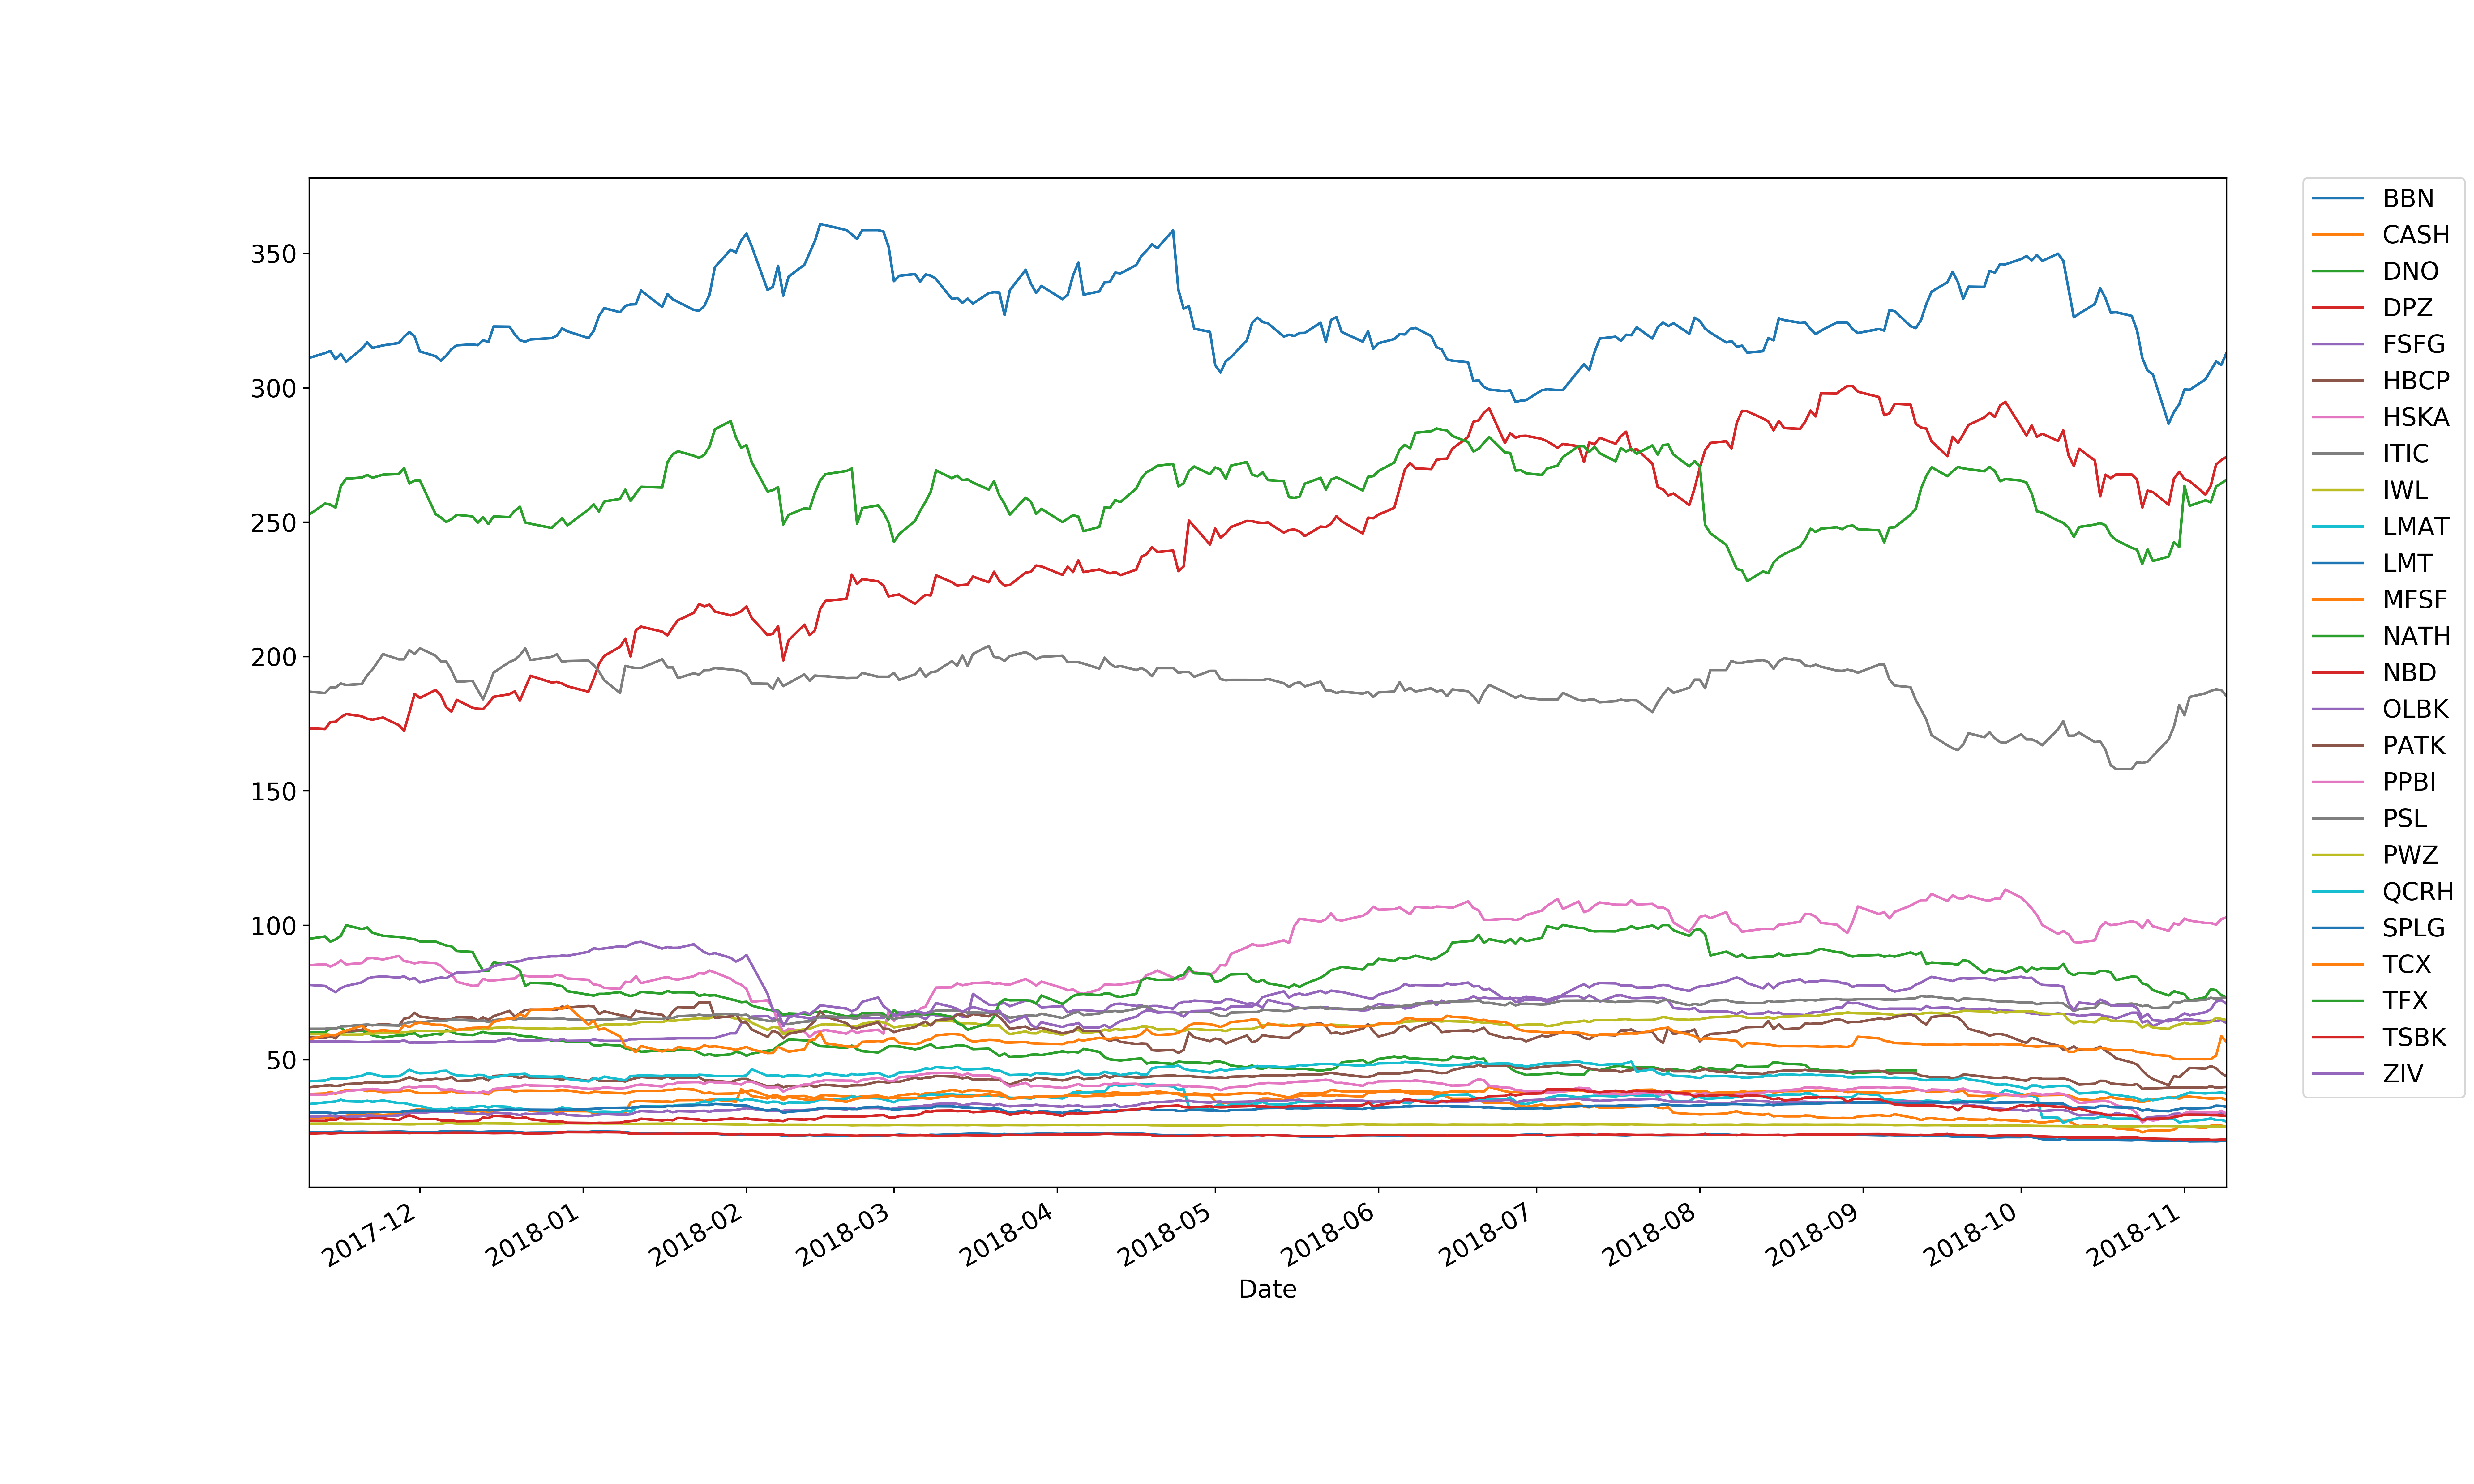 350
300
250
200
150
100
50
2017-12
2018-01
2018-02
2018-03
2018-04
2018-05
2018-06
2018-07
2018-08
2018-09
2018-10
2018-11
Date
BBN
CASH
DNO
DPZ
FSFG
HBCP
HSKA
ITIC
IWL
LMAT
LMT
MFSF
NATH
NBD
OLBK
PATK
PPBI
PSL
PWZ
QCRH
SPLG
TCX
TFX
TSBK
ZIV